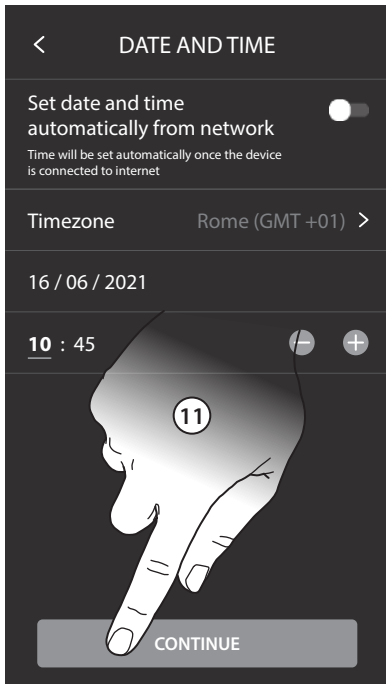 DATE AND TIME
Set date and time
automatically from network
Time will be set automatically once the device
is connected to internet
Timezone Rome (GMT +01)
16 / 06 / 2021
10 : 45
11
CONTINUE